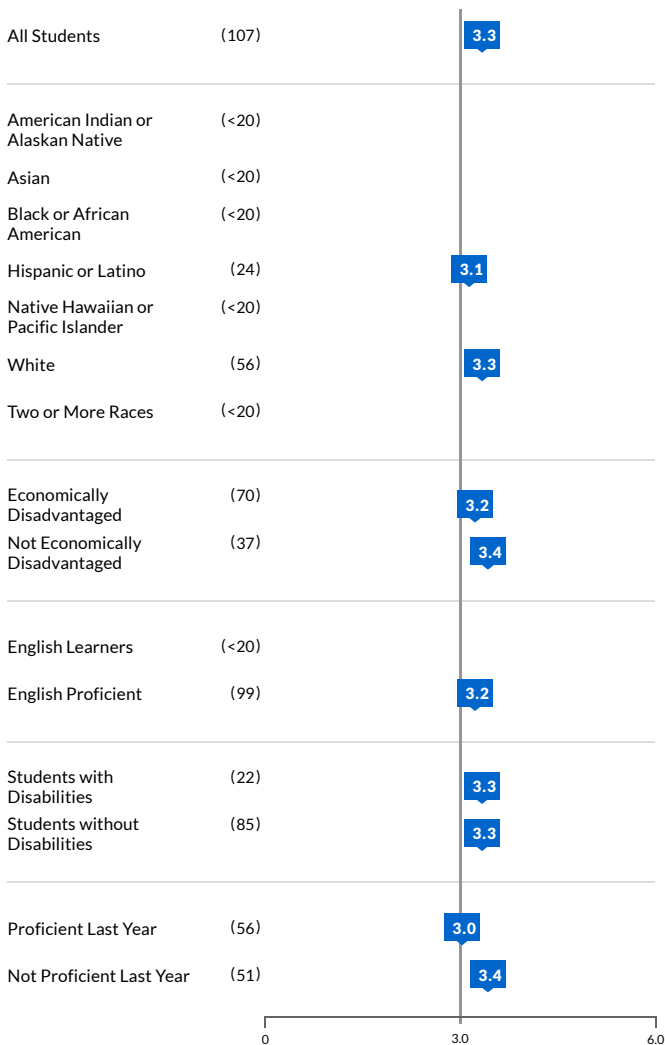 All Students (107) 3.3
American Indian or (<20)
Alaskan Native
Asian (<20)
Black or African (<20)
American
Hispanic or Latino (24) 3.1
Native Hawaiian or (<20)
Pacific Islander
White (56) 3.3
Two or More Races (<20)
Economically (70) 3.2
Disadvantaged
Not Economically (37) 3.4
Disadvantaged
English Learners (<20)
English Proficient (99) 3.2
Students with (22) 3.3
Disabilities
Students without (85) 3.3
Disabilities
Proficient Last Year (56) 3.0
Not Proficient Last Year (51) 3.4
0 3.0 6.0